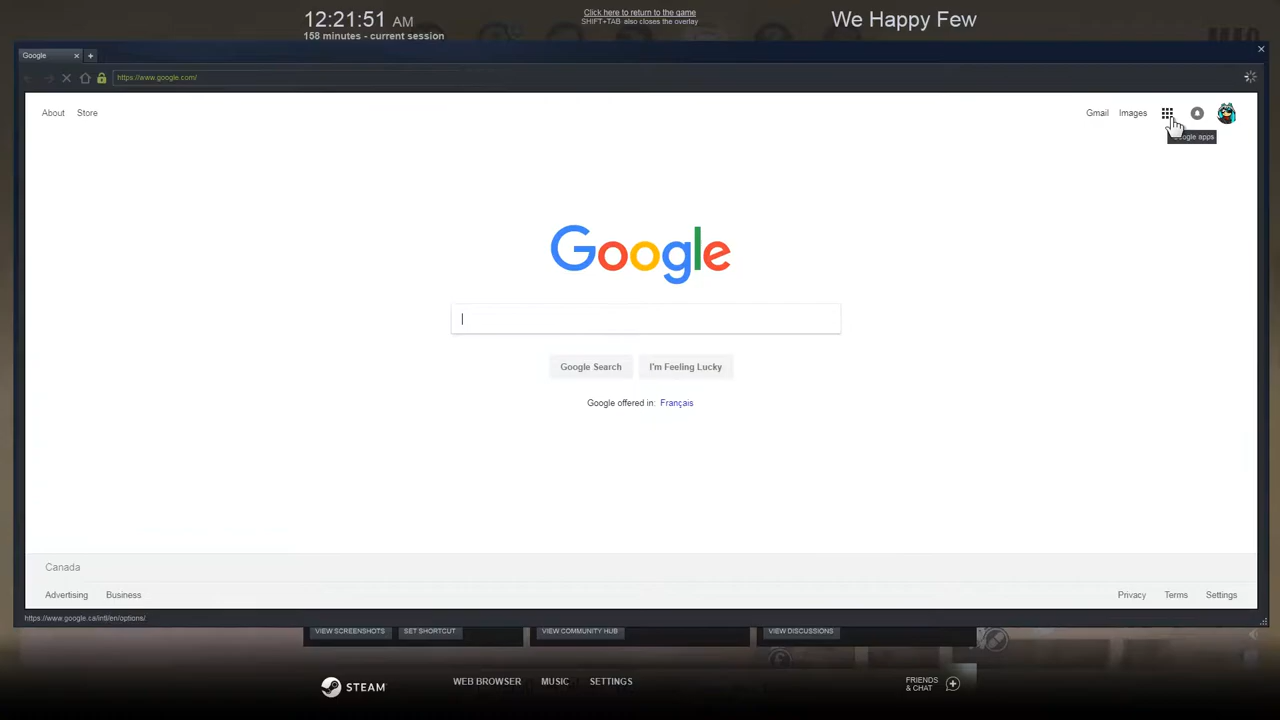 12:21:51 AM
158 minutes - current session
Click here to return to the game
SHIFT+TAB also closes the overlay
We Happy Few
Google
https://www.google.com/
About Store
Gmail Images
Google apps
Google
Google Search I'm Feeling Lucky
Google offered in: Français
Canada
Advertising Business
Privacy Terms Settings
https://www.google.ca/intl/en/options/
VIEW SCREENSHOTS SET SHORTCUT VIEW COMMUNITY HUB VIEW DISCUSSIONS
STEAM
WEB BROWSER MUSIC SETTINGS
FRIENDS
& CHAT